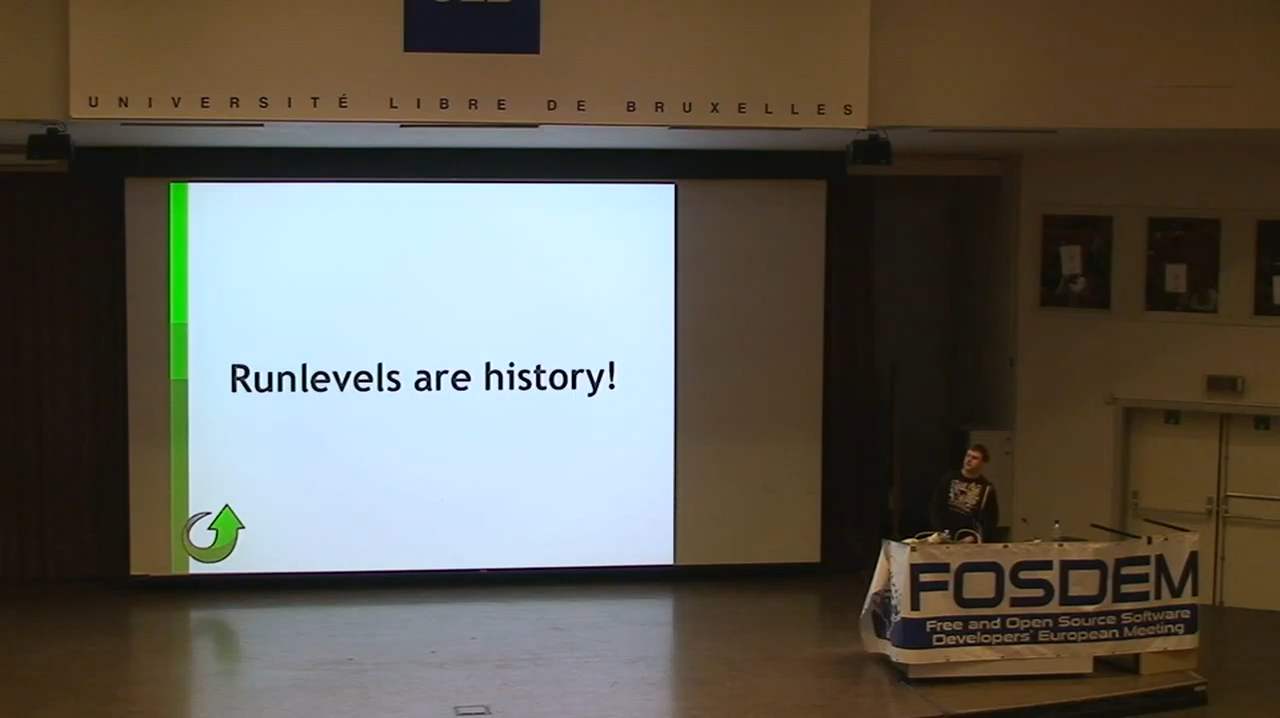 UNIVERSITÉ LIBRE DE BRUXELLES
Runlevels are history!
FOSDEM
Free and Open Source Software
Developers' European Meeting